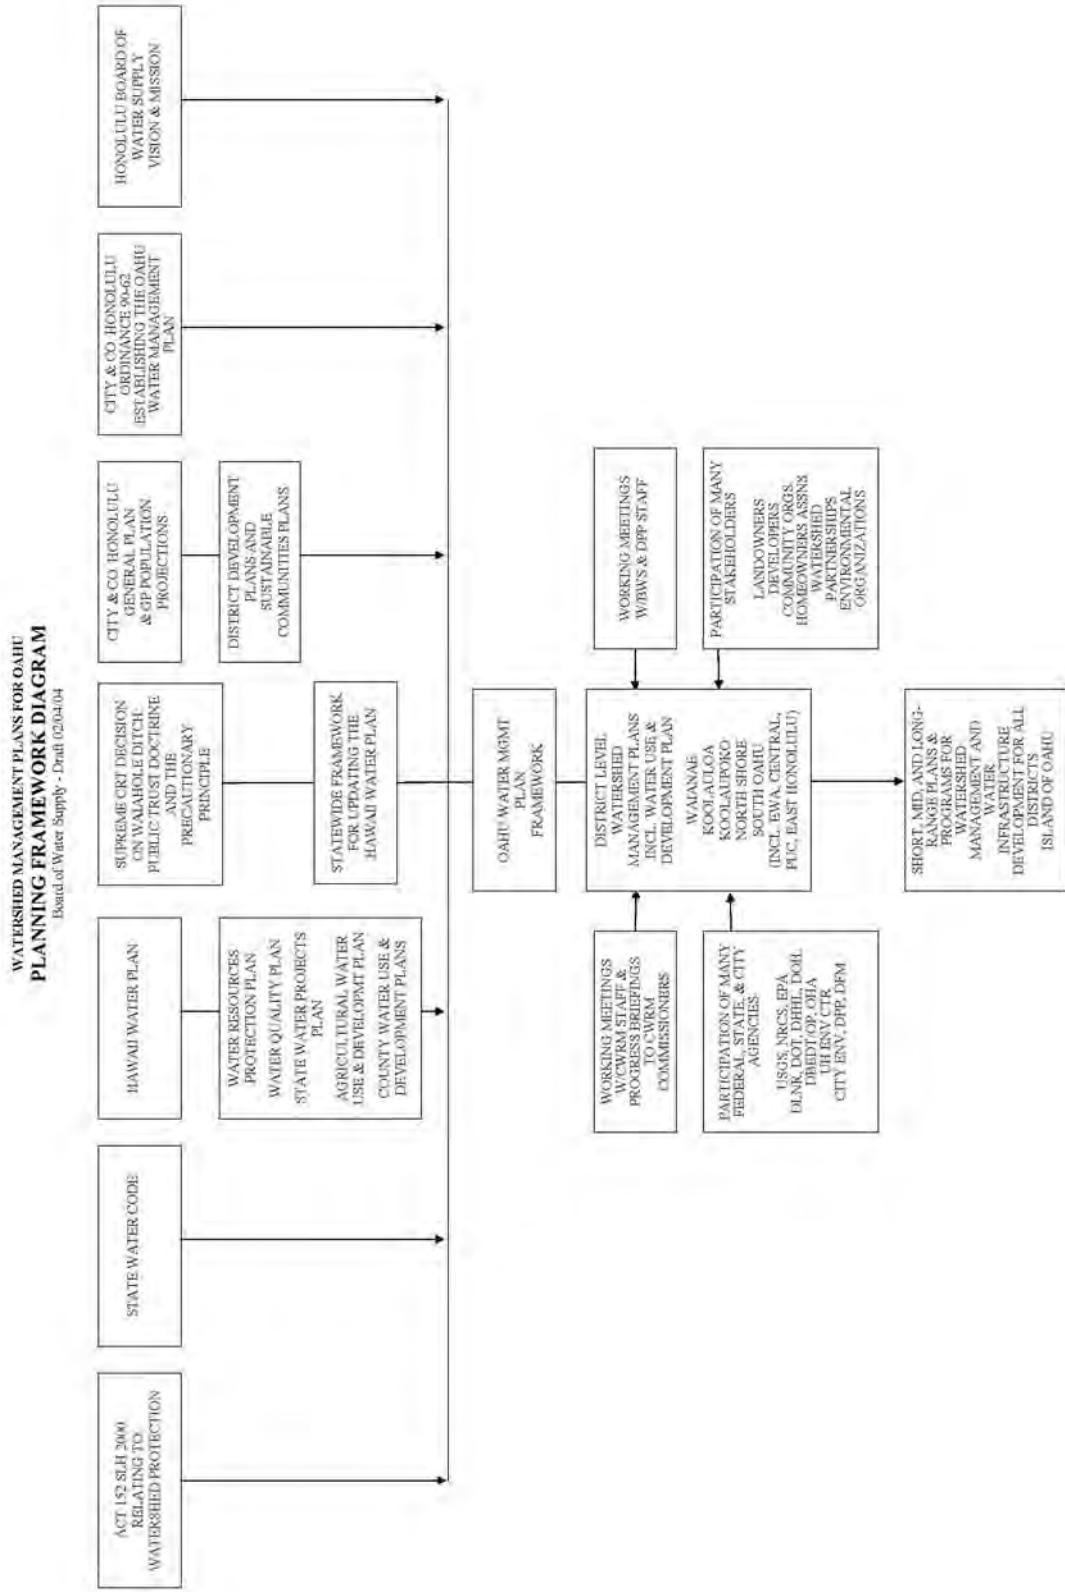 WATERSHED MANAGEMENT PLANS FOR OAHU
PLANNING FRAMEWORK DIAGRAM
Board of Water Supply - Draft 02/04/04
ACT 152 SLH 2000
RELATING TO
WATERSHED PROTECTION
STATE WATER CODE
HAWAII WATER PLAN
SUPREME CRT DECISION
ON WAIAHOLE DITCH:
PUBLIC TRUST DOCTRINE
AND THE
PRECAUTIONARY
PRINCIPLE
CITY & CO HONOLULU
GENERAL PLAN
& GP POPULATION
PROJECTIONS
CITY & CO HONOLULU
ORDINANCE 90-62
ESTABLISHING THE OAHU
WATER MANAGEMENT
PLAN
HONOLULU BOARD OF
WATER SUPPLY
VISION & MISSION
WATER RESOURCES
PROTECTION PLAN
WATER QUALITY PLAN
STATE WATER PROJECTS
PLAN
AGRICULTURAL WATER
USE & DEVELOPMT PLAN
COUNTY WATER USE &
DEVELOPMENT PLANS
STATEWIDE FRAMEWORK
FOR UPDATING THE
HAWAII WATER PLAN
DISTRICT DEVELOPMENT
PLANS AND
SUSTAINABLE
COMMUNITIES PLANS
OAHU WATER MGMT
PLAN
FRAMEWORK
WORKING MEETINGS
W/CWRM STAFF &
PROGRESS BRIEFINGS
TO CWRM
COMMISSIONERS
DISTRICT LEVEL
WATERSHED
MANAGEMENT PLANS
INCL. WATER USE &
DEVELOPMENT PLAN
WAIANAE
KOOLAULOA
KOOLAUPOKO
NORTH SHORE
SOUTH OAHU
(INCL. EWA, CENTRAL,
PUC, EAST HONOLULU)
WORKING MEETINGS
W/BWS & DPP STAFF
PARTICIPATION OF MANY
FEDERAL, STATE, & CITY
AGENCIES
USGS, NRCS, EPA
DLNR, DOT, DHHL, DOH,
DBEDT/OP, OHA
UH ENV CTR
CITY ENV, DPP, DFM
PARTICIPATION OF MANY
STAKEHOLDERS
LANDOWNERS
DEVELOPERS
COMMUNITY ORGS.
HOMEOWNERS ASSNS
WATERSHED
PARTNERSHIPS
ENVIRONMENTAL
ORGANIZATIONS
SHORT, MID, AND LONG-
RANGE PLANS &
PROGRAMS FOR
WATERSHED
MANAGEMENT AND
WATER
INFRASTRUCTURE
DEVELOPMENT FOR ALL
DISTRICTS
ISLAND OF OAHU